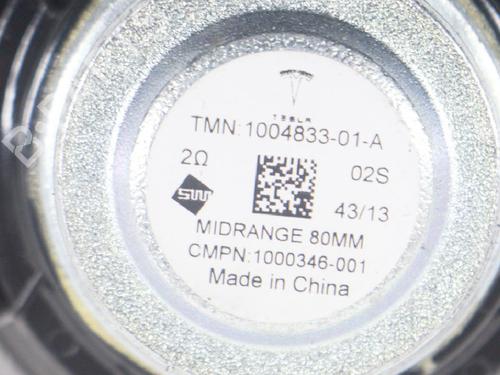 TESLA
TMN:1004833-01-A
2Ω
02S
43/13
MIDRANGE 80MM
CMPN:1000346-001
Made in China